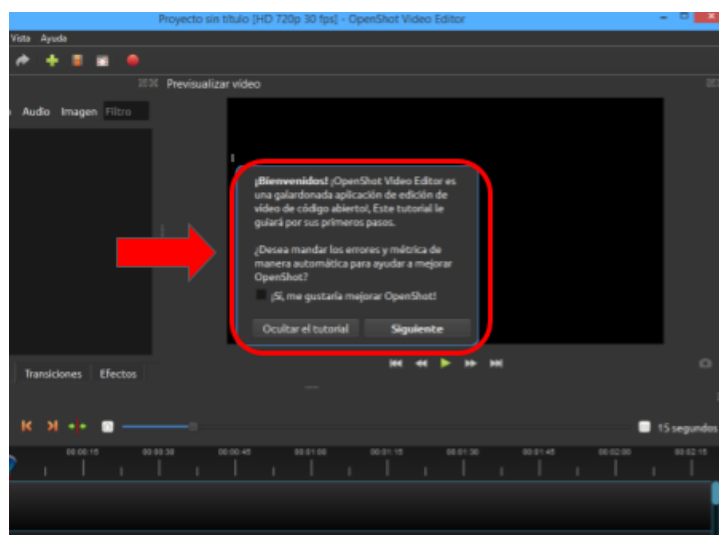 Proyecto sin título [HD 720p 30 fps] - OpenShot Video Editor
Vista Ayuda
Previsualizar vídeo
Audio Imagen Filtro
¡Bienvenidos! ¡OpenShot Video Editor es
una galardonada aplicación de edición de
vídeo de código abierto!, Este tutorial le
guiará por sus primeros pasos.
¿Desea mandar los errores y métrica de
manera automática para ayudar a mejorar
OpenShot?
¡Sí, me gustaría mejorar OpenShot!
Ocultar el tutorial Siguiente
Transiciones Efectos
15 segundos
00:00:15 00:00:30 00:00:45 00:01:00 00:01:15 00:01:30 00:01:45 00:02:00 00:02:15